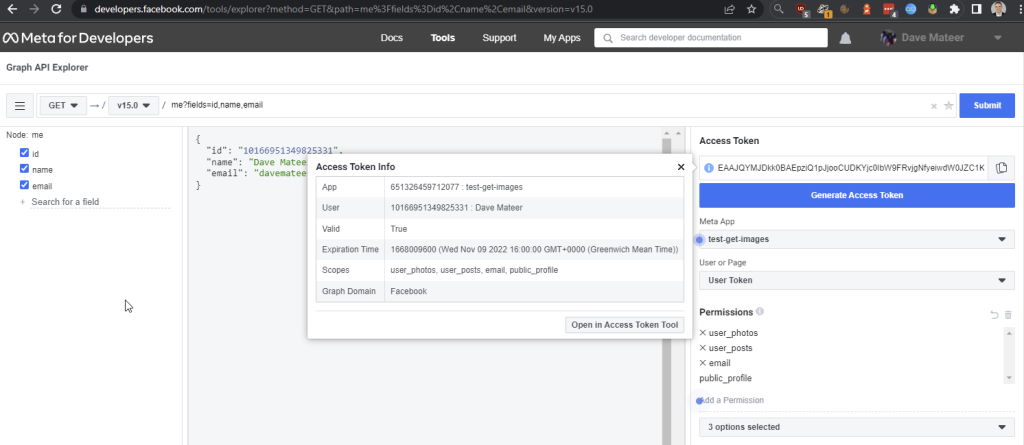 developers.facebook.com/tools/explorer?method=GET&path=me%3Ffields%3Did%2Cname%2Cemail&version=v15.0
5
4
Meta for Developers
Docs
Tools
Support
My Apps
Search developer documentation
Dave Mateer
Graph API Explorer
GET
→ /
v15.0
/
me?fields=id,name,email
Submit
Node: me
id
name
email
+ Search for a field
{
"id": "10166951349825331",
"name": "Dave Matee
"email": "davematee
}
Access Token Info
App 651326459712077 : test-get-images
User 10166951349825331 : Dave Mateer
Valid True
Expiration Time 1668009600 (Wed Nov 09 2022 16:00:00 GMT+0000 (Greenwich Mean Time))
Scopes user_photos, user_posts, email, public_profile
Graph Domain Facebook
Open in Access Token Tool
Access Token
Generate Access Token
Meta App
test-get-images
User or Page
User Token
Permissions
user_photos
user_posts
email
public_profile
Add a Permission
3 options selected